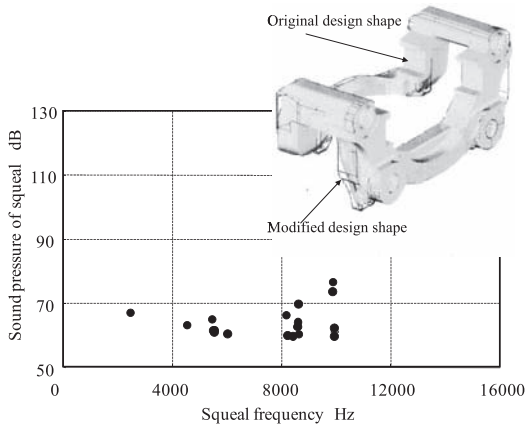 Original design shape
Modified design shape
130
110
90
70
50
Sound pressure of squeal dB
0 4000 8000 12000 16000
Squeal frequency Hz